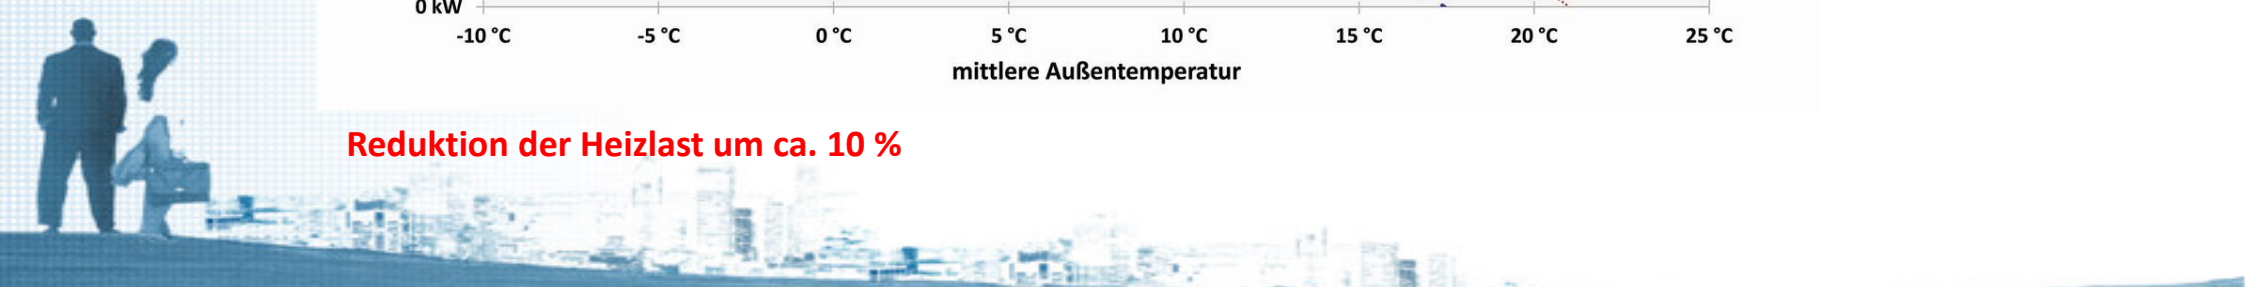 0 kW
-10 °C -5 °C 0 °C 5 °C 10 °C 15 °C 20 °C 25 °C
mittlere Außentemperatur
Reduktion der Heizlast um ca. 10 %